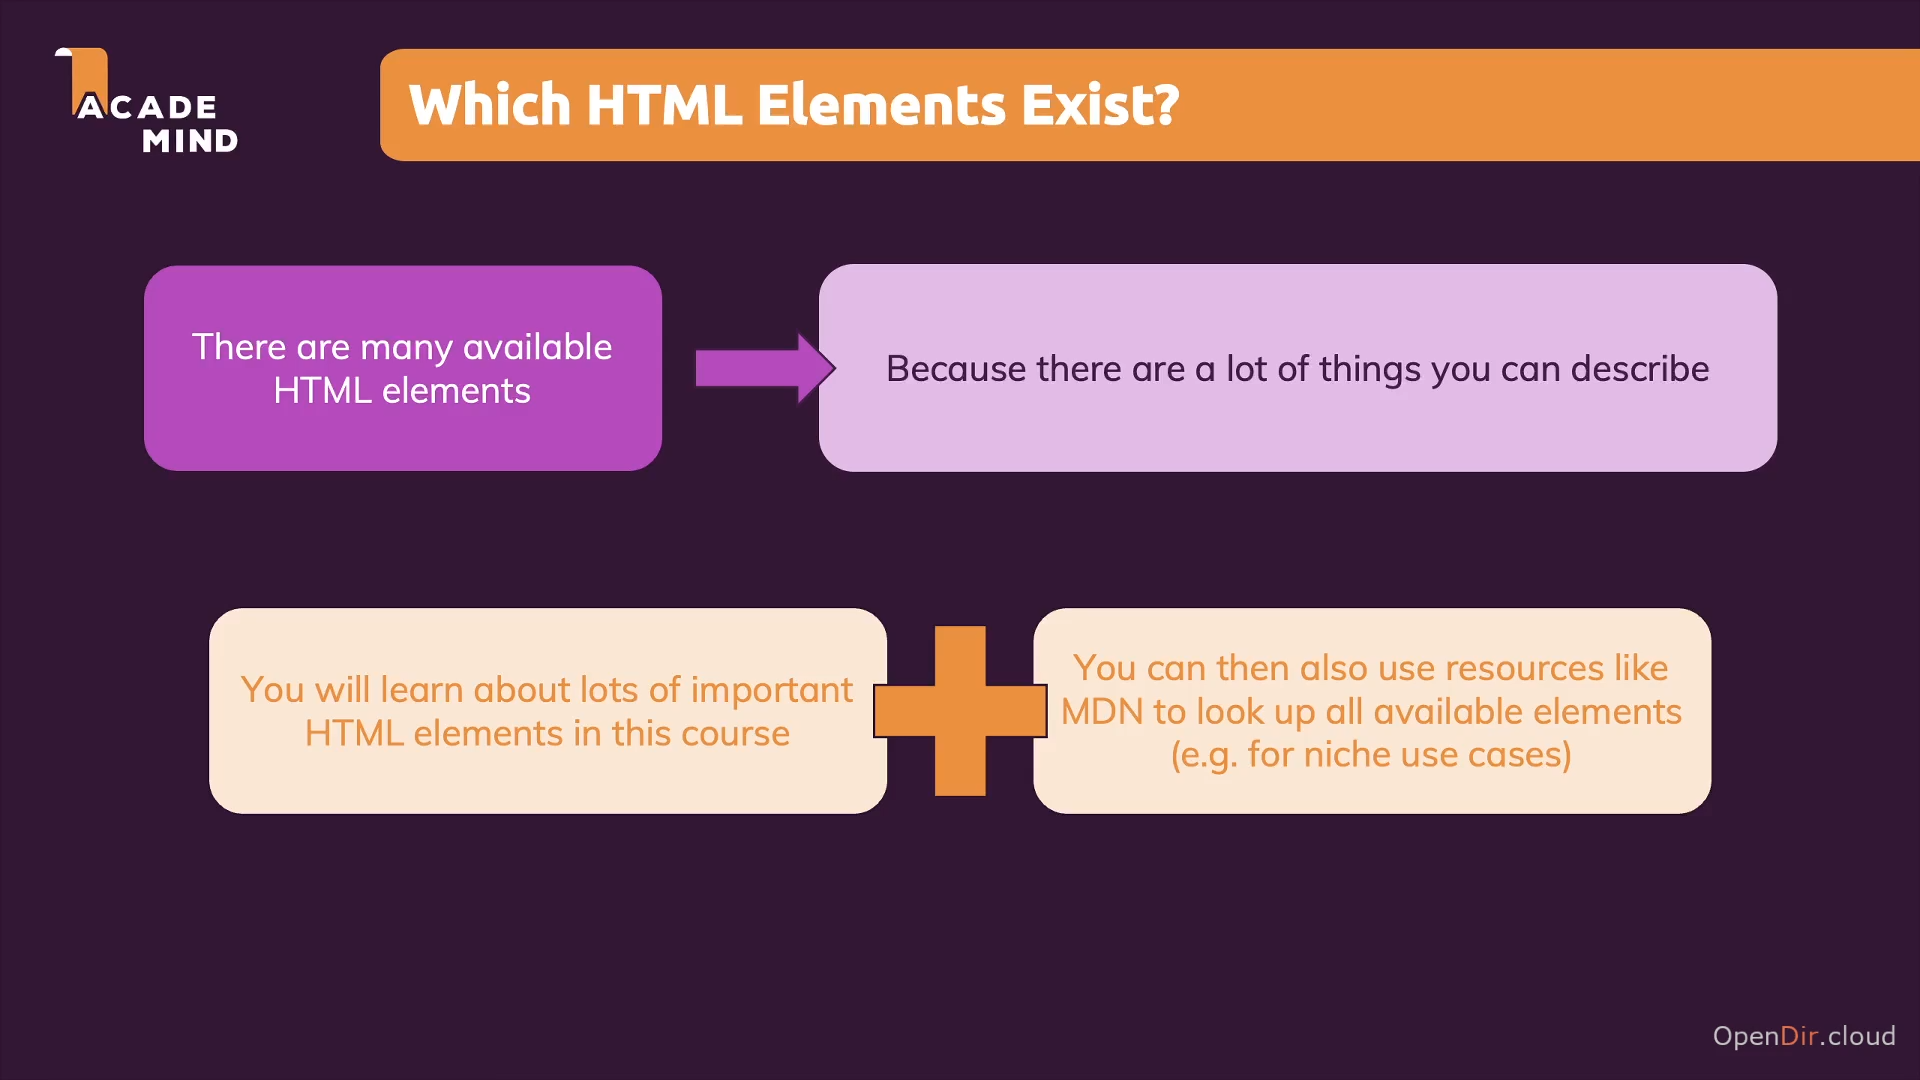 ACADE
MIND
Which HTML Elements Exist?
There are many available
HTML elements
Because there are a lot of things you can describe
You will learn about lots of important
HTML elements in this course
You can then also use resources like
MDN to look up all available elements
(e.g. for niche use cases)
OpenDir.cloud